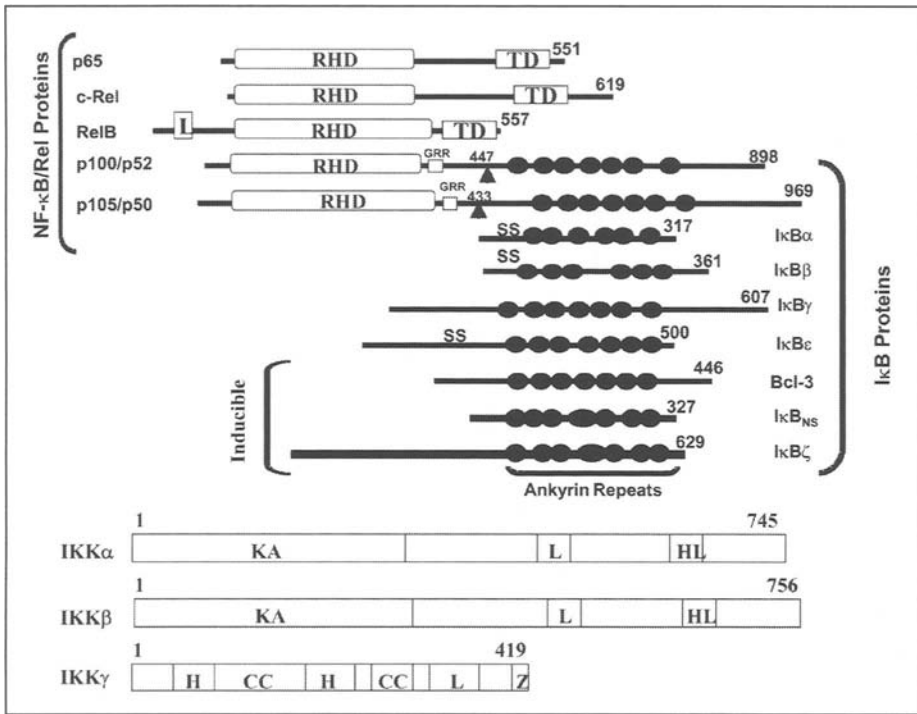 NF-κB/Rel Proteins
p65 RHD TD 551
c-Rel RHD TD 619
RelB L RHD TD 557
p100/p52 RHD GRR 447 898
p105/p50 RHD GRR 433 969
SS 317 IκBα
SS 361 IκBβ
607 IκBγ
SS 500 IκBε
446 Bcl-3
327 IκBNS
629 IκBζ
Inducible
IκB Proteins
Ankyrin Repeats
1 745
IKKα KA L HL
1 756
IKKβ KA L HL
1 419
IKKγ H CC H CC L Z